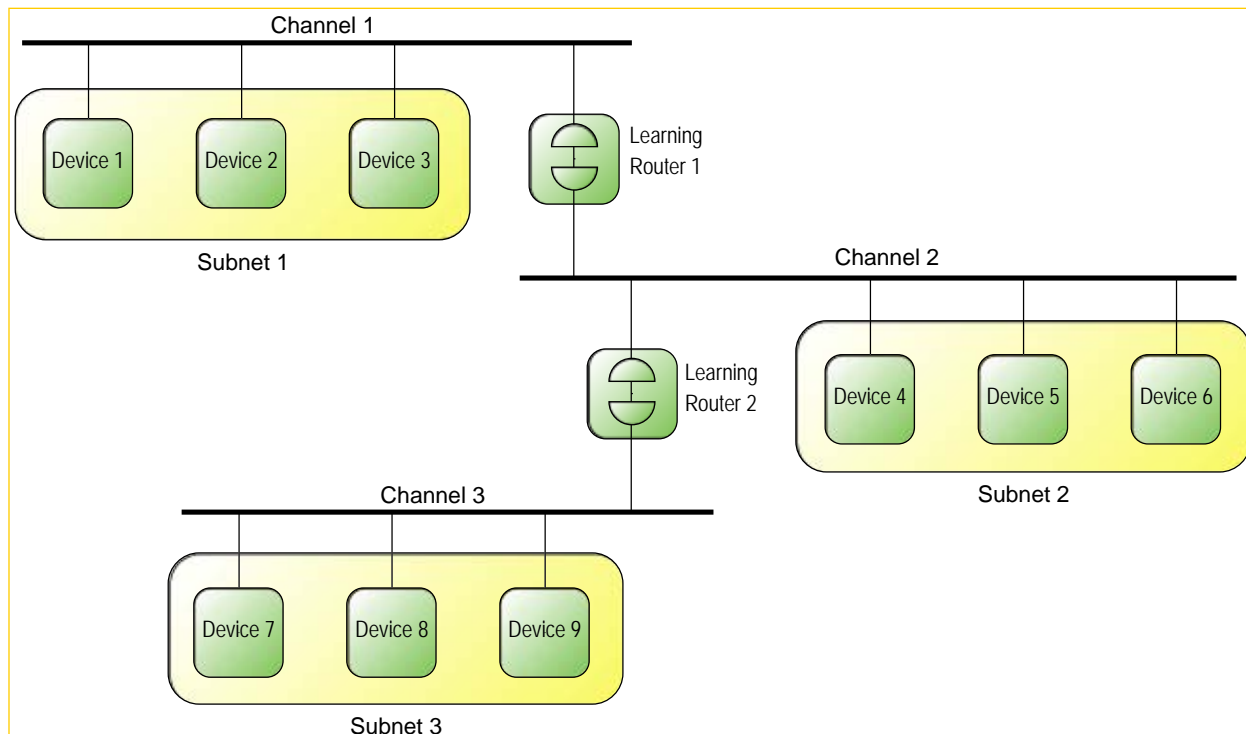 Channel 1
Device 1
Device 2
Device 3
Learning
Router 1
Subnet 1
Channel 2
Learning
Router 2
Device 4
Device 5
Device 6
Subnet 2
Channel 3
Device 7
Device 8
Device 9
Subnet 3